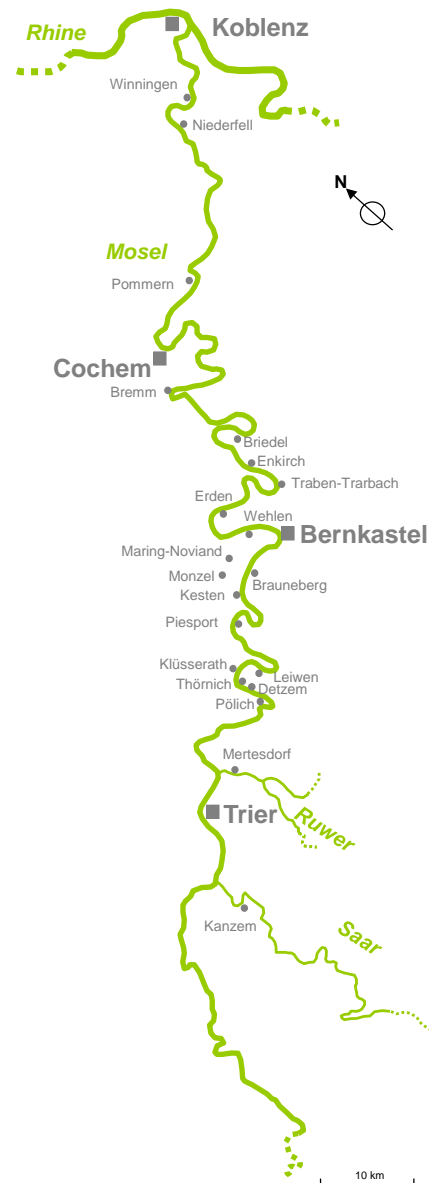 Koblenz
Rhine
Winningen
Niederfell
N
Mosel
Pommern
Cochem
Bremm
Briedel
Enkirch
Traben-Trarbach
Erden
Wehlen
Bernkastel
Maring-Noviand
Monzel
Brauneberg
Kesten
Piesport
Klüsserath
Leiwen
Thörnich
Detzem
Pölich
Mertesdorf
Trier
Ruwer
Kanzem
Saar
10 km